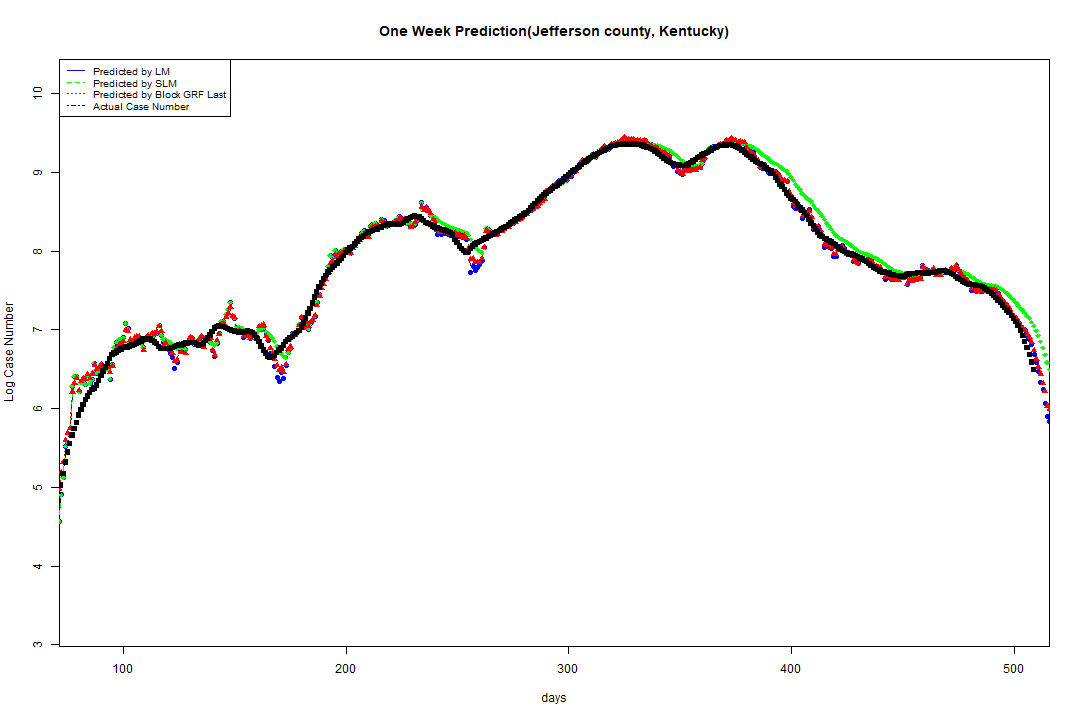 One Week Prediction(Jefferson county, Kentucky)
Predicted by LM
Predicted by SLM
Predicted by Block GRF Last
Actual Case Number
10
9
8
7
6
5
4
3
Log Case Number
100 200 300 400 500
days